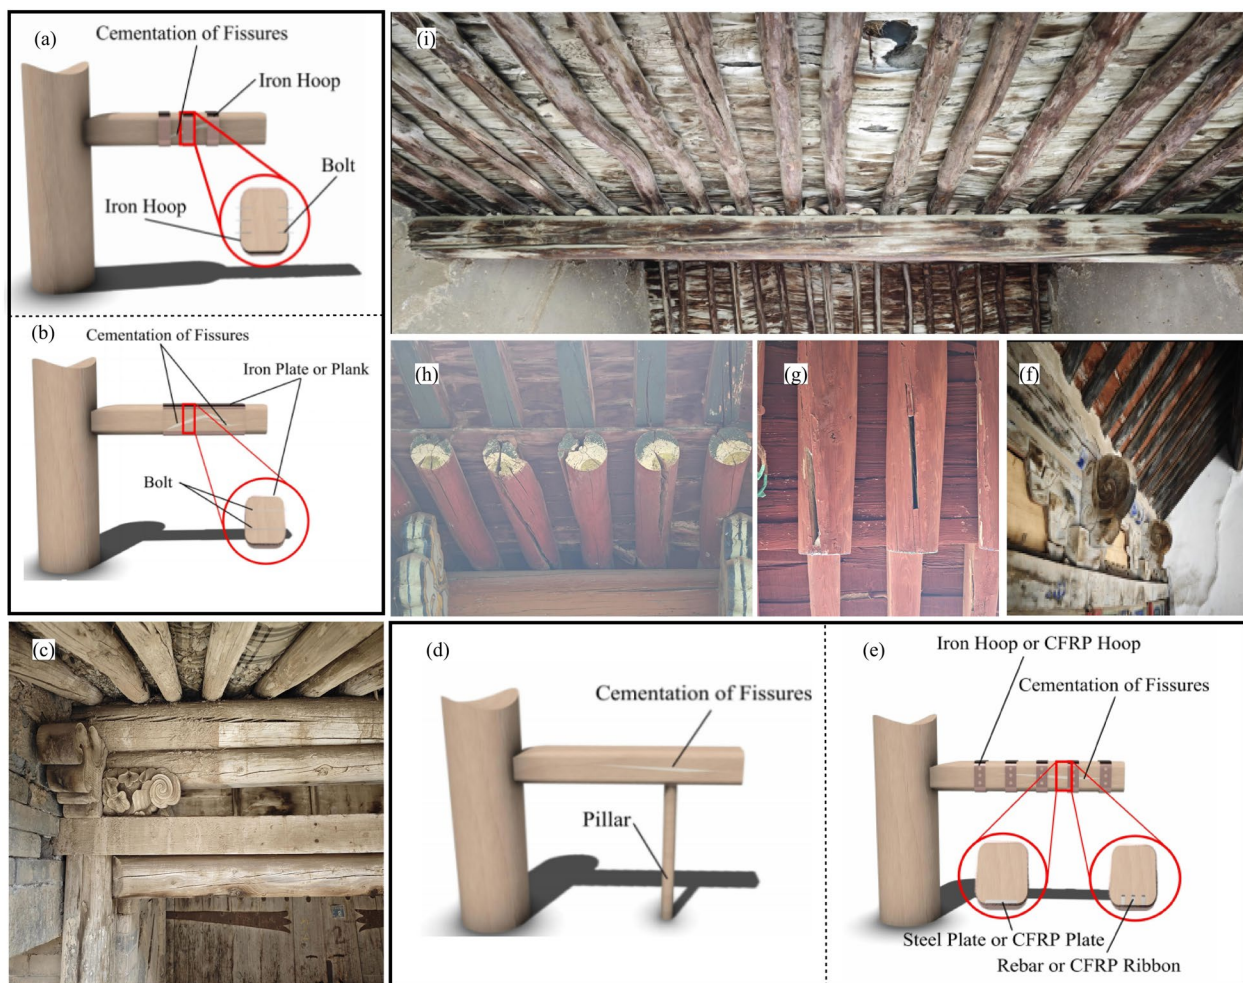 (a)
Cementation of Fissures
Iron Hoop
Bolt
Iron Hoop
(b)
Cementation of Fissures
Iron Plate or Plank
Bolt
(i)
(h)
(g)
(f)
(c)
(d)
Cementation of Fissures
Pillar
(e)
Iron Hoop or CFRP Hoop
Cementation of Fissures
Steel Plate or CFRP Plate
Rebar or CFRP Ribbon